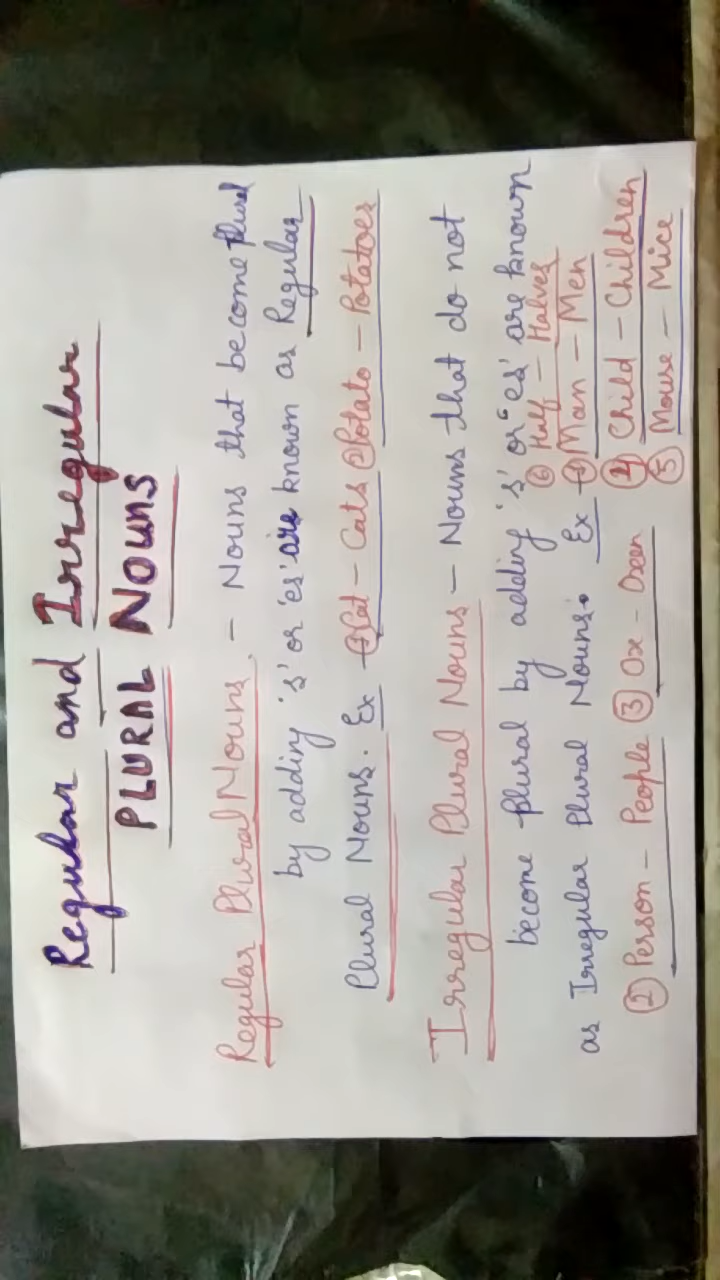 Regular and Irregular
PLURAL NOUNS
Regular Plural Nouns. - Nouns that become plural
by adding 's' or 'es' are known as Regular
Plural Nouns. Ex → ① Cat - Cats ② Potato - Potatoes
Irregular Plural Nouns - Nouns that do not
become plural by adding 's' or "es' are known
⑥ Half - Halves
as Irregular Plural Nouns. Ex → ① Man - Men
② Person - People ③ Ox - Oxen ④ Child - Children
⑤ Mouse - Mice